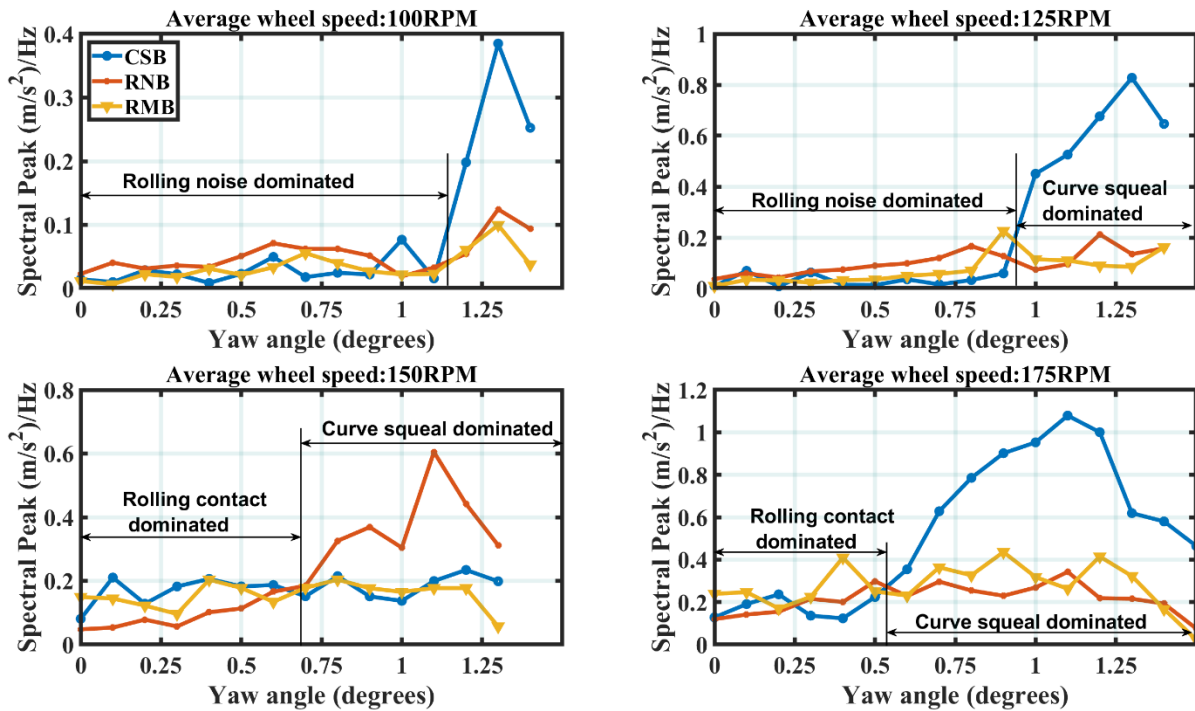 Average wheel speed:100RPM
Spectral Peak (m/s²)/Hz
0.4
0.3
0.2
0.1
0
CSB
RNB
RMB
Rolling noise dominated
0 0.25 0.5 0.75 1 1.25
Yaw angle (degrees)
Average wheel speed:125RPM
Spectral Peak (m/s²)/Hz
1
0.8
0.6
0.4
0.2
0
Rolling noise dominated
Curve squeal
dominated
0 0.25 0.5 0.75 1 1.25
Yaw angle (degrees)
Average wheel speed:150RPM
Spectral Peak (m/s²)/Hz
0.8
0.6
0.4
0.2
0
Curve squeal dominated
Rolling contact
dominated
0 0.25 0.5 0.75 1 1.25
Yaw angle (degrees)
Average wheel speed:175RPM
Spectral Peak (m/s²)/Hz
1.2
1
0.8
0.6
0.4
0.2
0
Rolling contact
dominated
Curve squeal dominated
0 0.25 0.5 0.75 1 1.25
Yaw angle (degrees)